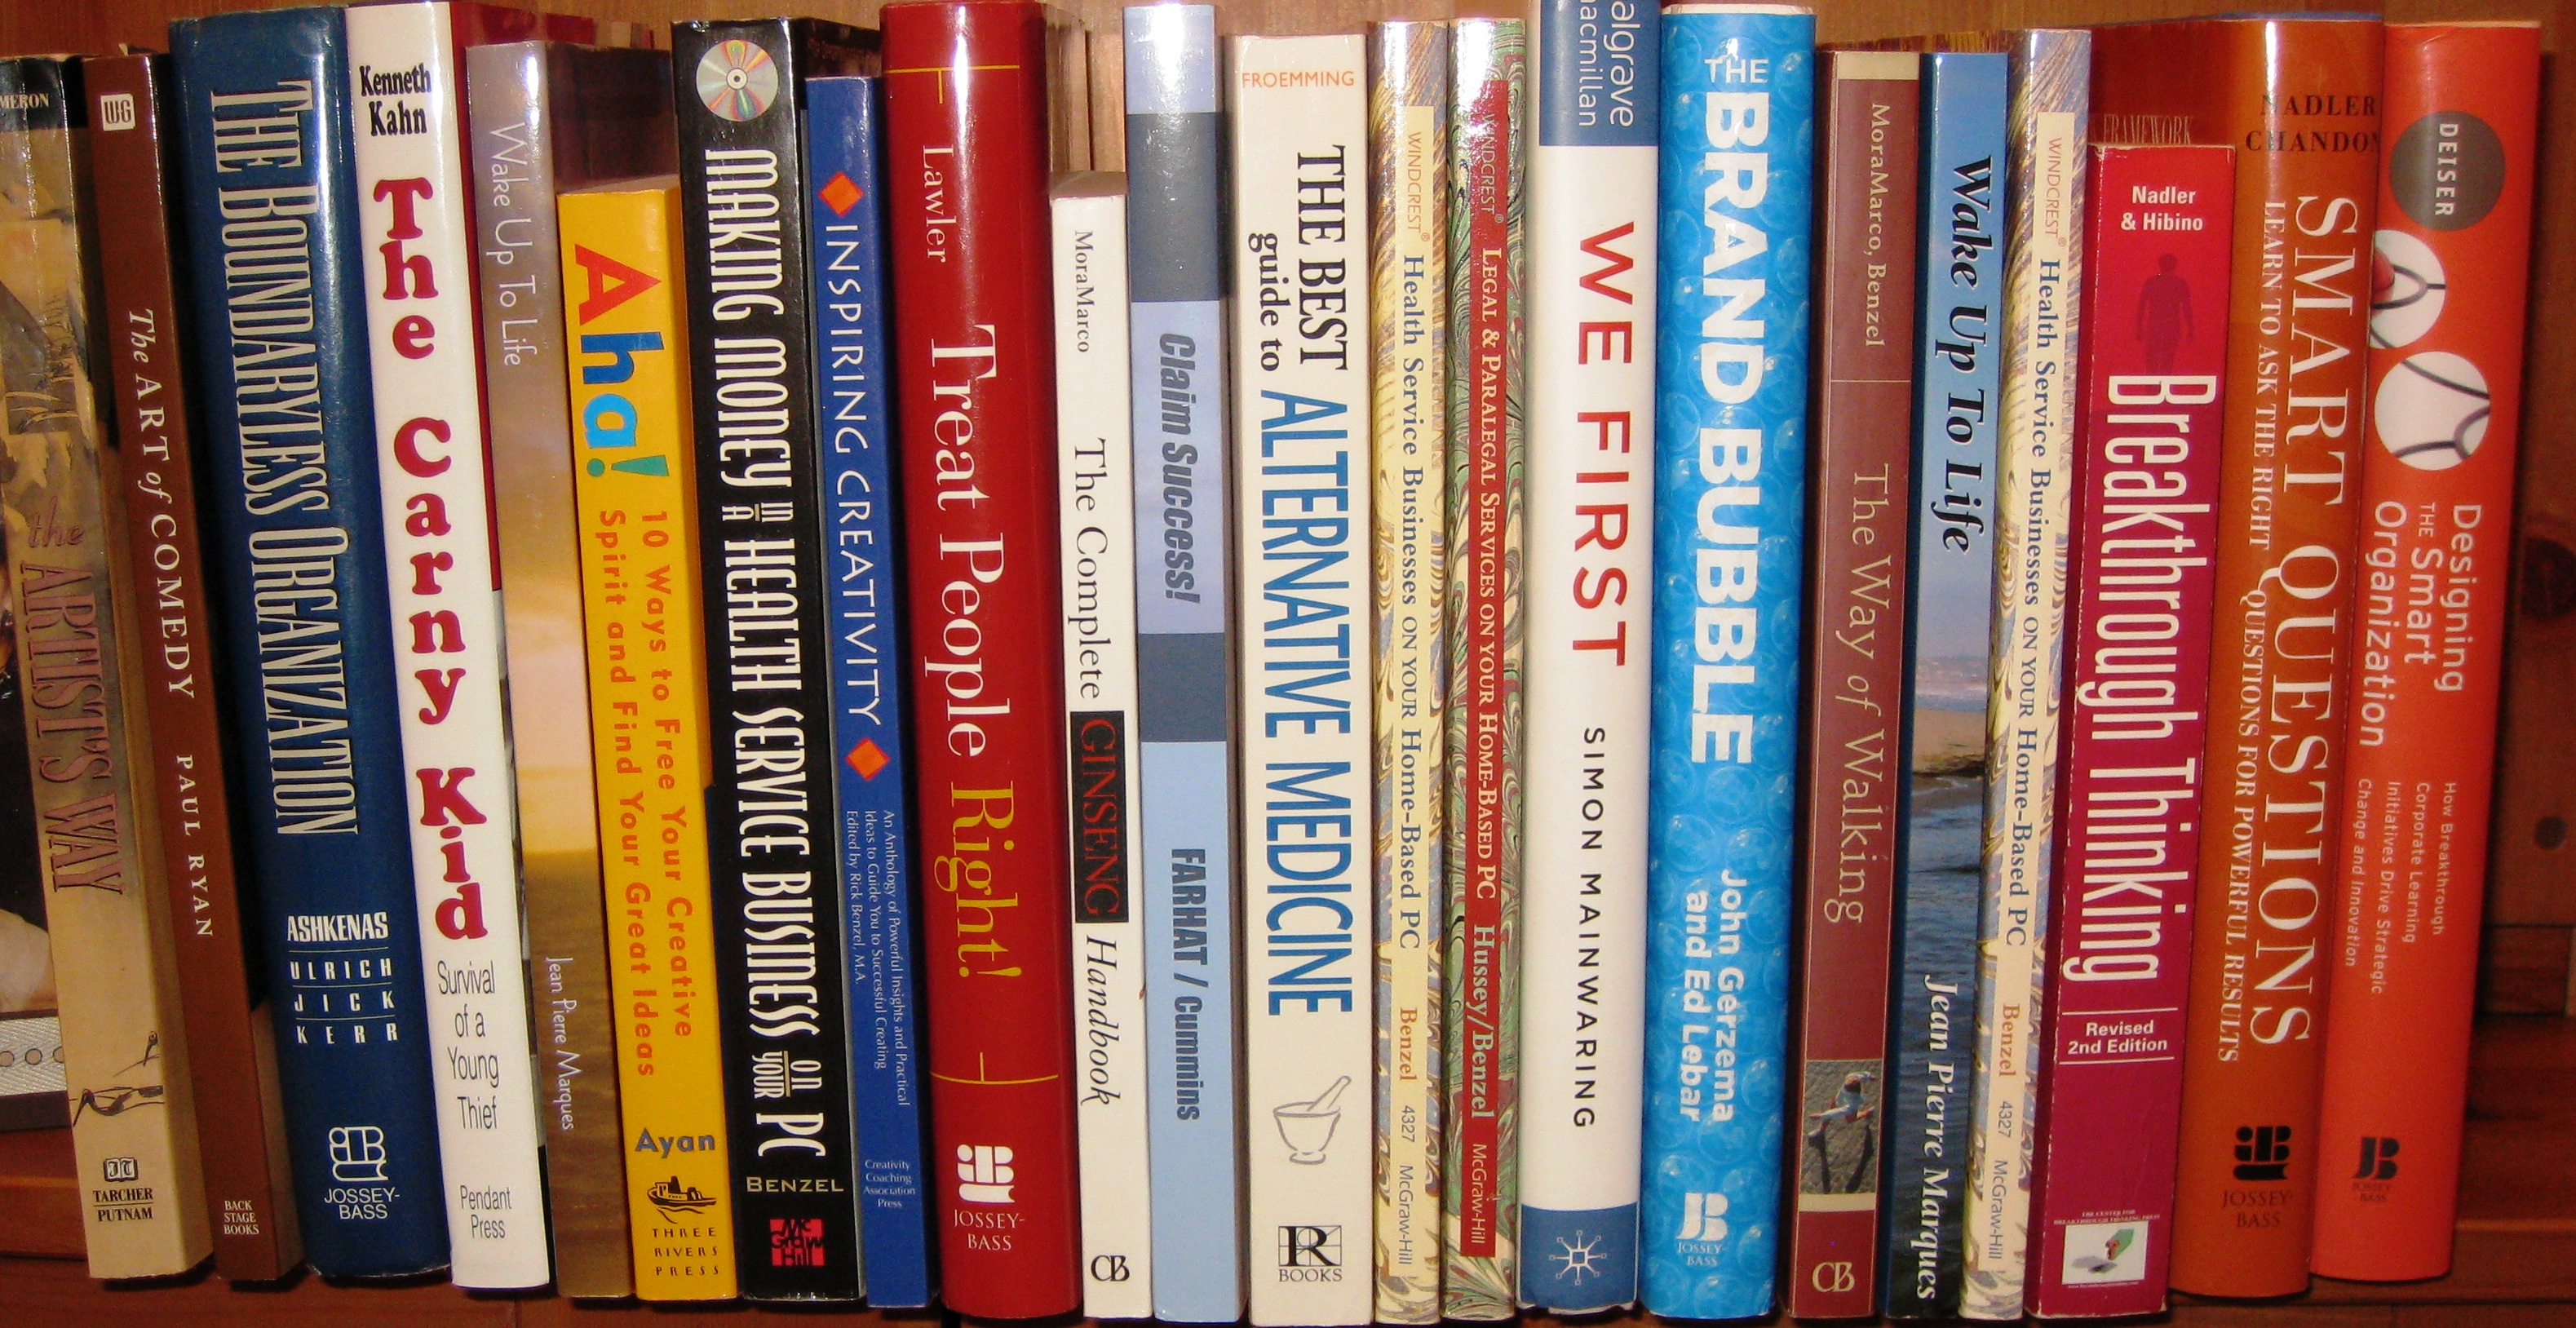 MERON
the
ARTIST'S WAY
TARCHER
PUTNAM
WG
The ART of COMEDY
PAUL RYAN
BACK
STAGE
BOOKS
THE BOUNDARYLESS ORGANIZATION
ASHKENAS
ULRICH
JICK
KERR
JOSSEY-
BASS
Kenneth
Kahn
The Carny Kid
Survival
of a
Young
Thief
Pendant
Press
Wake Up To Life
Jean Pierre Marques
Aha!
10 Ways to Free Your Creative
Spirit and Find Your Great Ideas
Ayan
THREE
RIVERS
PRESS
MAKING MONEY IN A HEALTH SERVICE BUSINESS ON YOUR PC
BENZEL
Mc
Graw
Hill
INSPIRING CREATIVITY
An Anthology of Powerful Insights and Practical
Ideas to Guide You to Successful Creating
Edited by Rick Benzel, M.A.
Creativity
Coaching
Association
Press
Lawler
Treat People Right!
JOSSEY-
BASS
MoraMarco
The Complete GINSENG Handbook
CB
Claim Success!
FARHAT / Cummins
FROEMMING
THE BEST
guide to ALTERNATIVE MEDICINE
R
BOOKS
WINDCREST® Health Service Businesses ON YOUR Home-Based PC Benzel 4327 McGraw-Hill
WINDCREST® LEGAL & PARALEGAL SERVICES ON YOUR HOME-BASED PC Hussey/Benzel McGraw-Hill
algrave
acmillan
WE FIRST
SIMON MAINWARING
THE
BRAND BUBBLE
John Gerzema
and Ed Lebar
JOSSEY-
BASS
MoraMarco, Benzel
The Way of Walking
CB
Wake Up To Life
Jean Pierre Marques
WINDCREST® Health Service Businesses ON YOUR Home-Based PC Benzel 4327 McGraw-Hill
FRAMEWORK
Nadler
& Hibino
Breakthrough Thinking
Revised
2nd Edition
NADLER
CHANDON
SMART QUESTIONS
LEARN TO ASK THE RIGHT QUESTIONS FOR POWERFUL RESULTS
JOSSEY-
BASS
DEISER
Designing
THE Smart
Organization
How Breakthrough
Corporate Learning
Initiatives Drive Strategic
Change and Innovation
JB
JOSSEY-
BASS